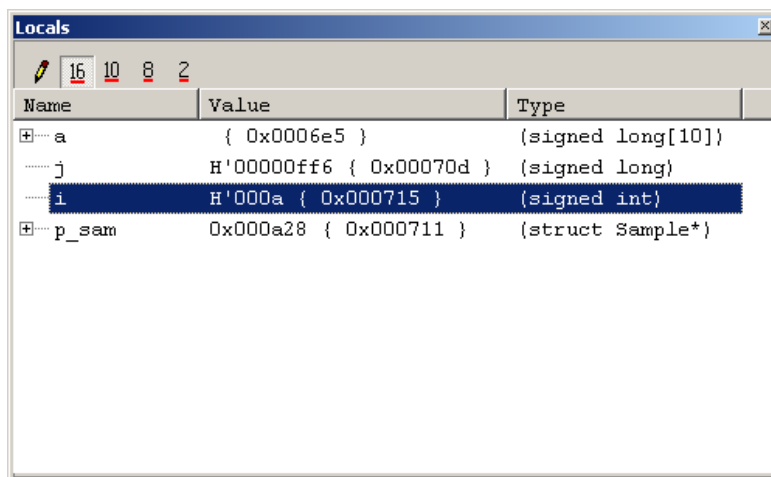 Locals
16 10 8 2
Name Value Type
a { 0x0006e5 } (signed long[10])
j H'00000ff6 { 0x00070d } (signed long)
i H'000a { 0x000715 } (signed int)
p_sam 0x000a28 { 0x000711 } (struct Sample*)